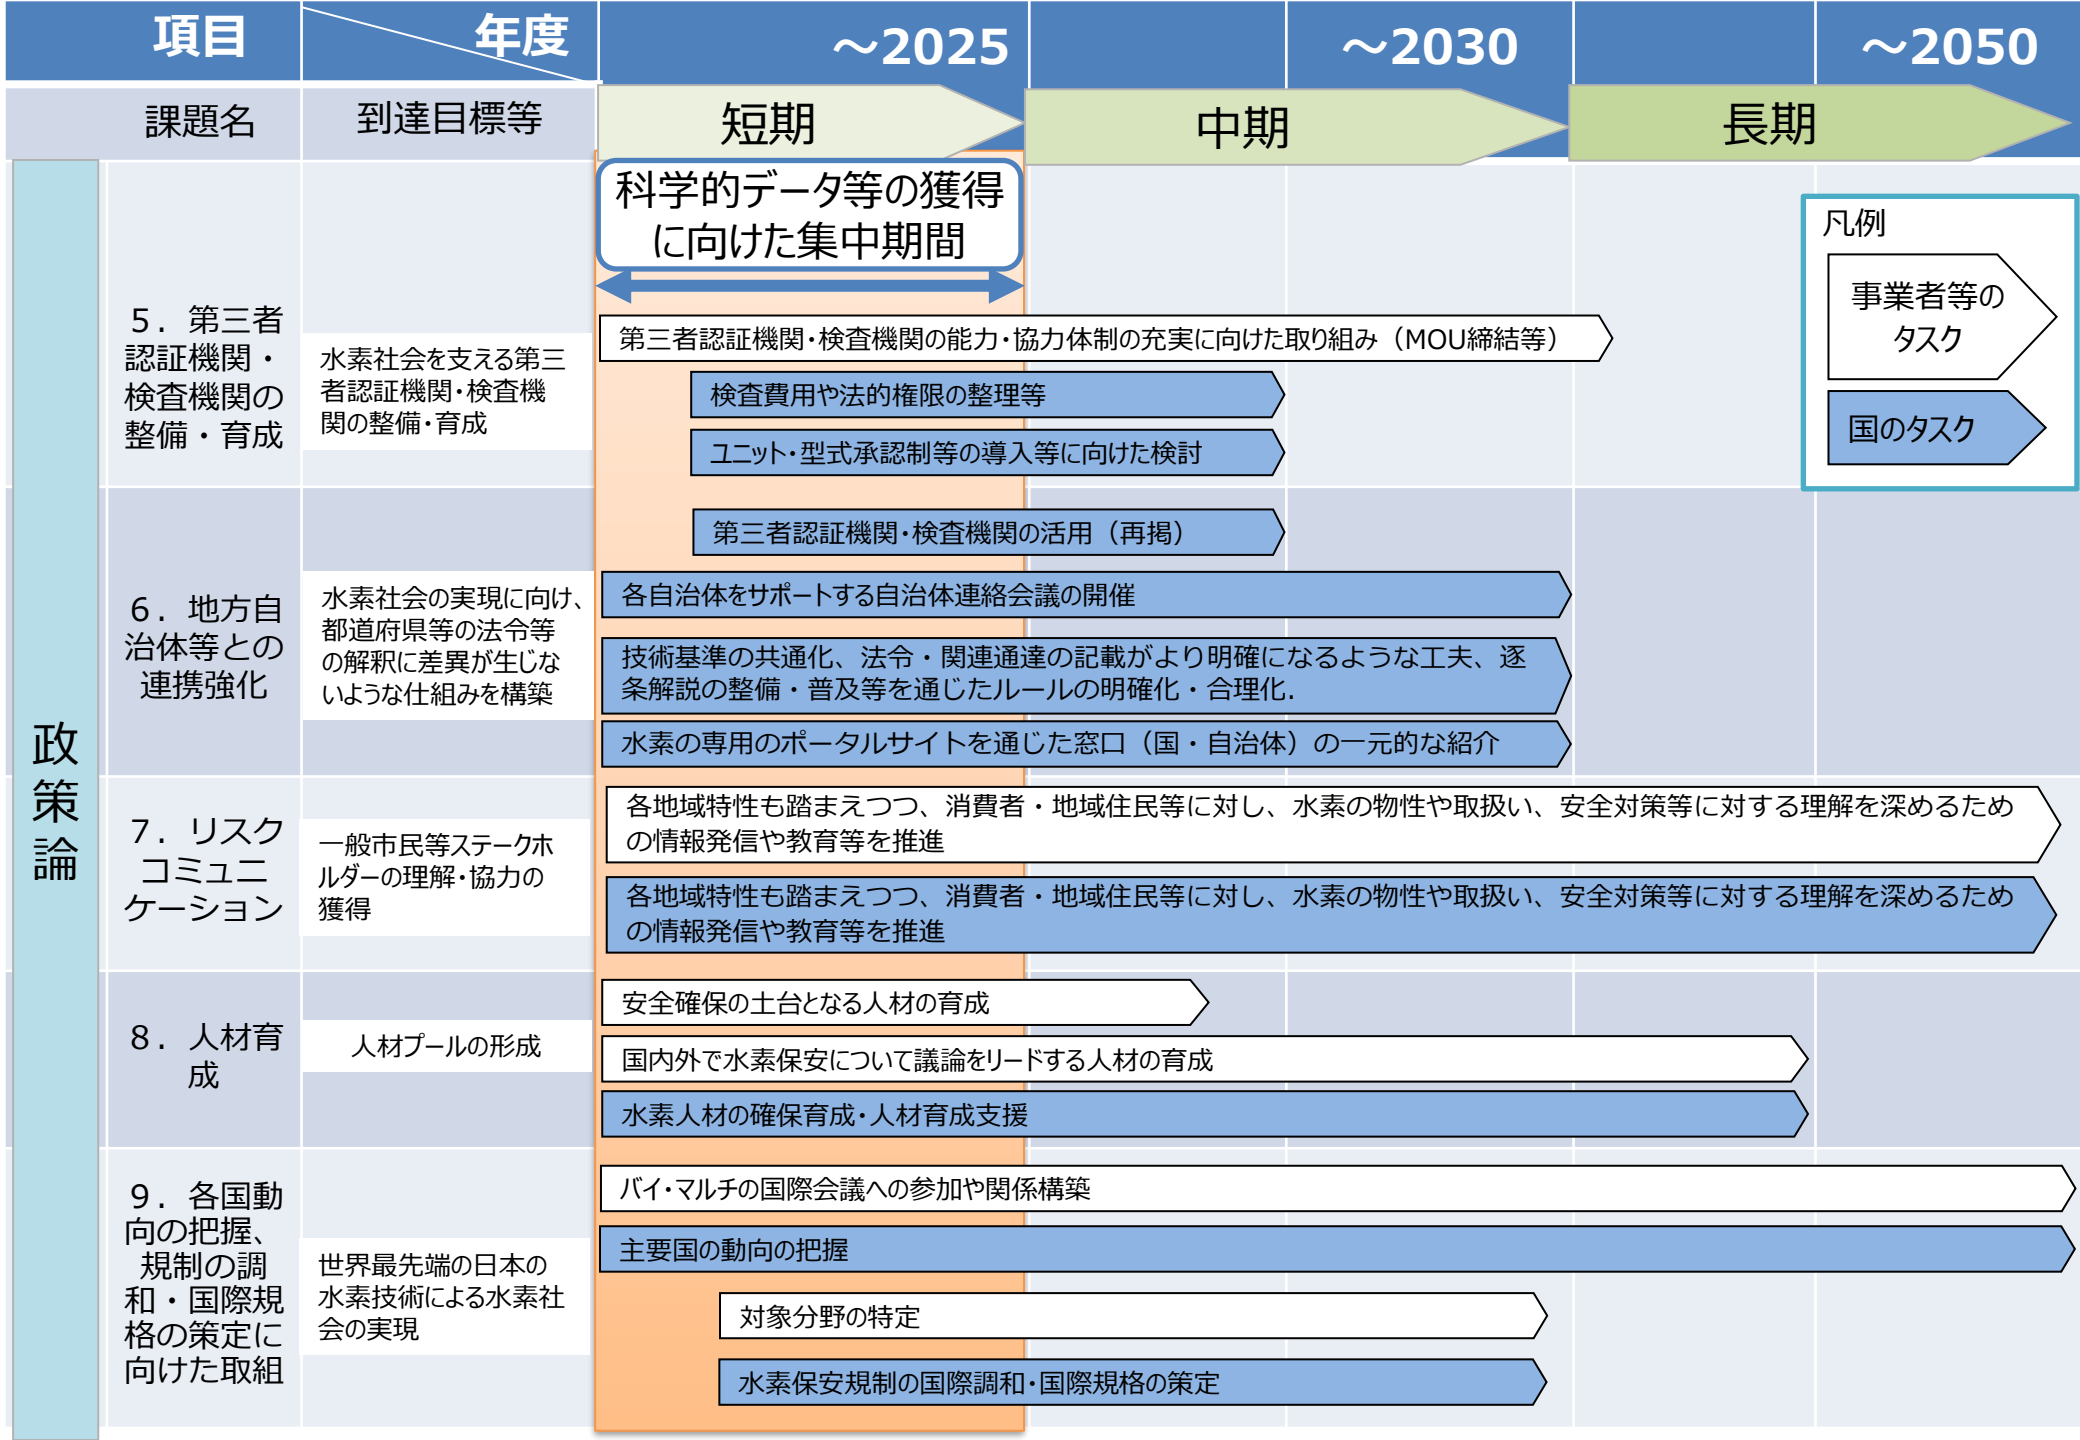 項目
年度
～2025
～2030
～2050
課題名
到達目標等
短期
中期
長期
科学的データ等の獲得
に向けた集中期間
凡例
事業者等の
タスク
国のタスク
政
策
論
５．第三者
認証機関・
検査機関の
整備・育成
水素社会を支える第三
者認証機関・検査機
関の整備・育成
第三者認証機関・検査機関の能力・協力体制の充実に向けた取り組み（MOU締結等）
検査費用や法的権限の整理等
ユニット・型式承認制等の導入等に向けた検討
６．地方自
治体等との
連携強化
水素社会の実現に向け、
都道府県等の法令等
の解釈に差異が生じな
いような仕組みを構築
第三者認証機関・検査機関の活用（再掲）
各自治体をサポートする自治体連絡会議の開催
技術基準の共通化、法令・関連通達の記載がより明確になるような工夫、逐
条解説の整備・普及等を通じたルールの明確化・合理化.
水素の専用のポータルサイトを通じた窓口（国・自治体）の一元的な紹介
７．リスク
コミュニ
ケーション
一般市民等ステークホ
ルダーの理解・協力の
獲得
各地域特性も踏まえつつ、消費者・地域住民等に対し、水素の物性や取扱い、安全対策等に対する理解を深めるため
の情報発信や教育等を推進
各地域特性も踏まえつつ、消費者・地域住民等に対し、水素の物性や取扱い、安全対策等に対する理解を深めるため
の情報発信や教育等を推進
８．人材育
成
人材プールの形成
安全確保の土台となる人材の育成
国内外で水素保安について議論をリードする人材の育成
水素人材の確保育成・人材育成支援
９．各国動
向の把握、
規制の調
和・国際規
格の策定に
向けた取組
世界最先端の日本の
水素技術による水素社
会の実現
バイ・マルチの国際会議への参加や関係構築
主要国の動向の把握
対象分野の特定
水素保安規制の国際調和・国際規格の策定